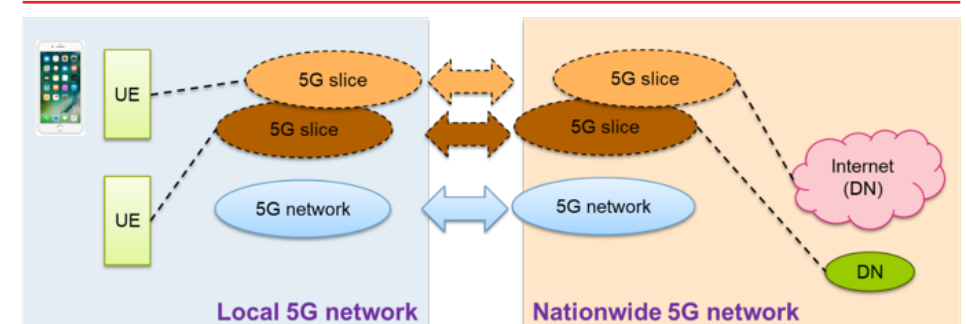 UE
5G slice
5G slice
5G slice
5G slice
UE
5G network
5G network
Internet
(DN)
DN
Local 5G network
Nationwide 5G network